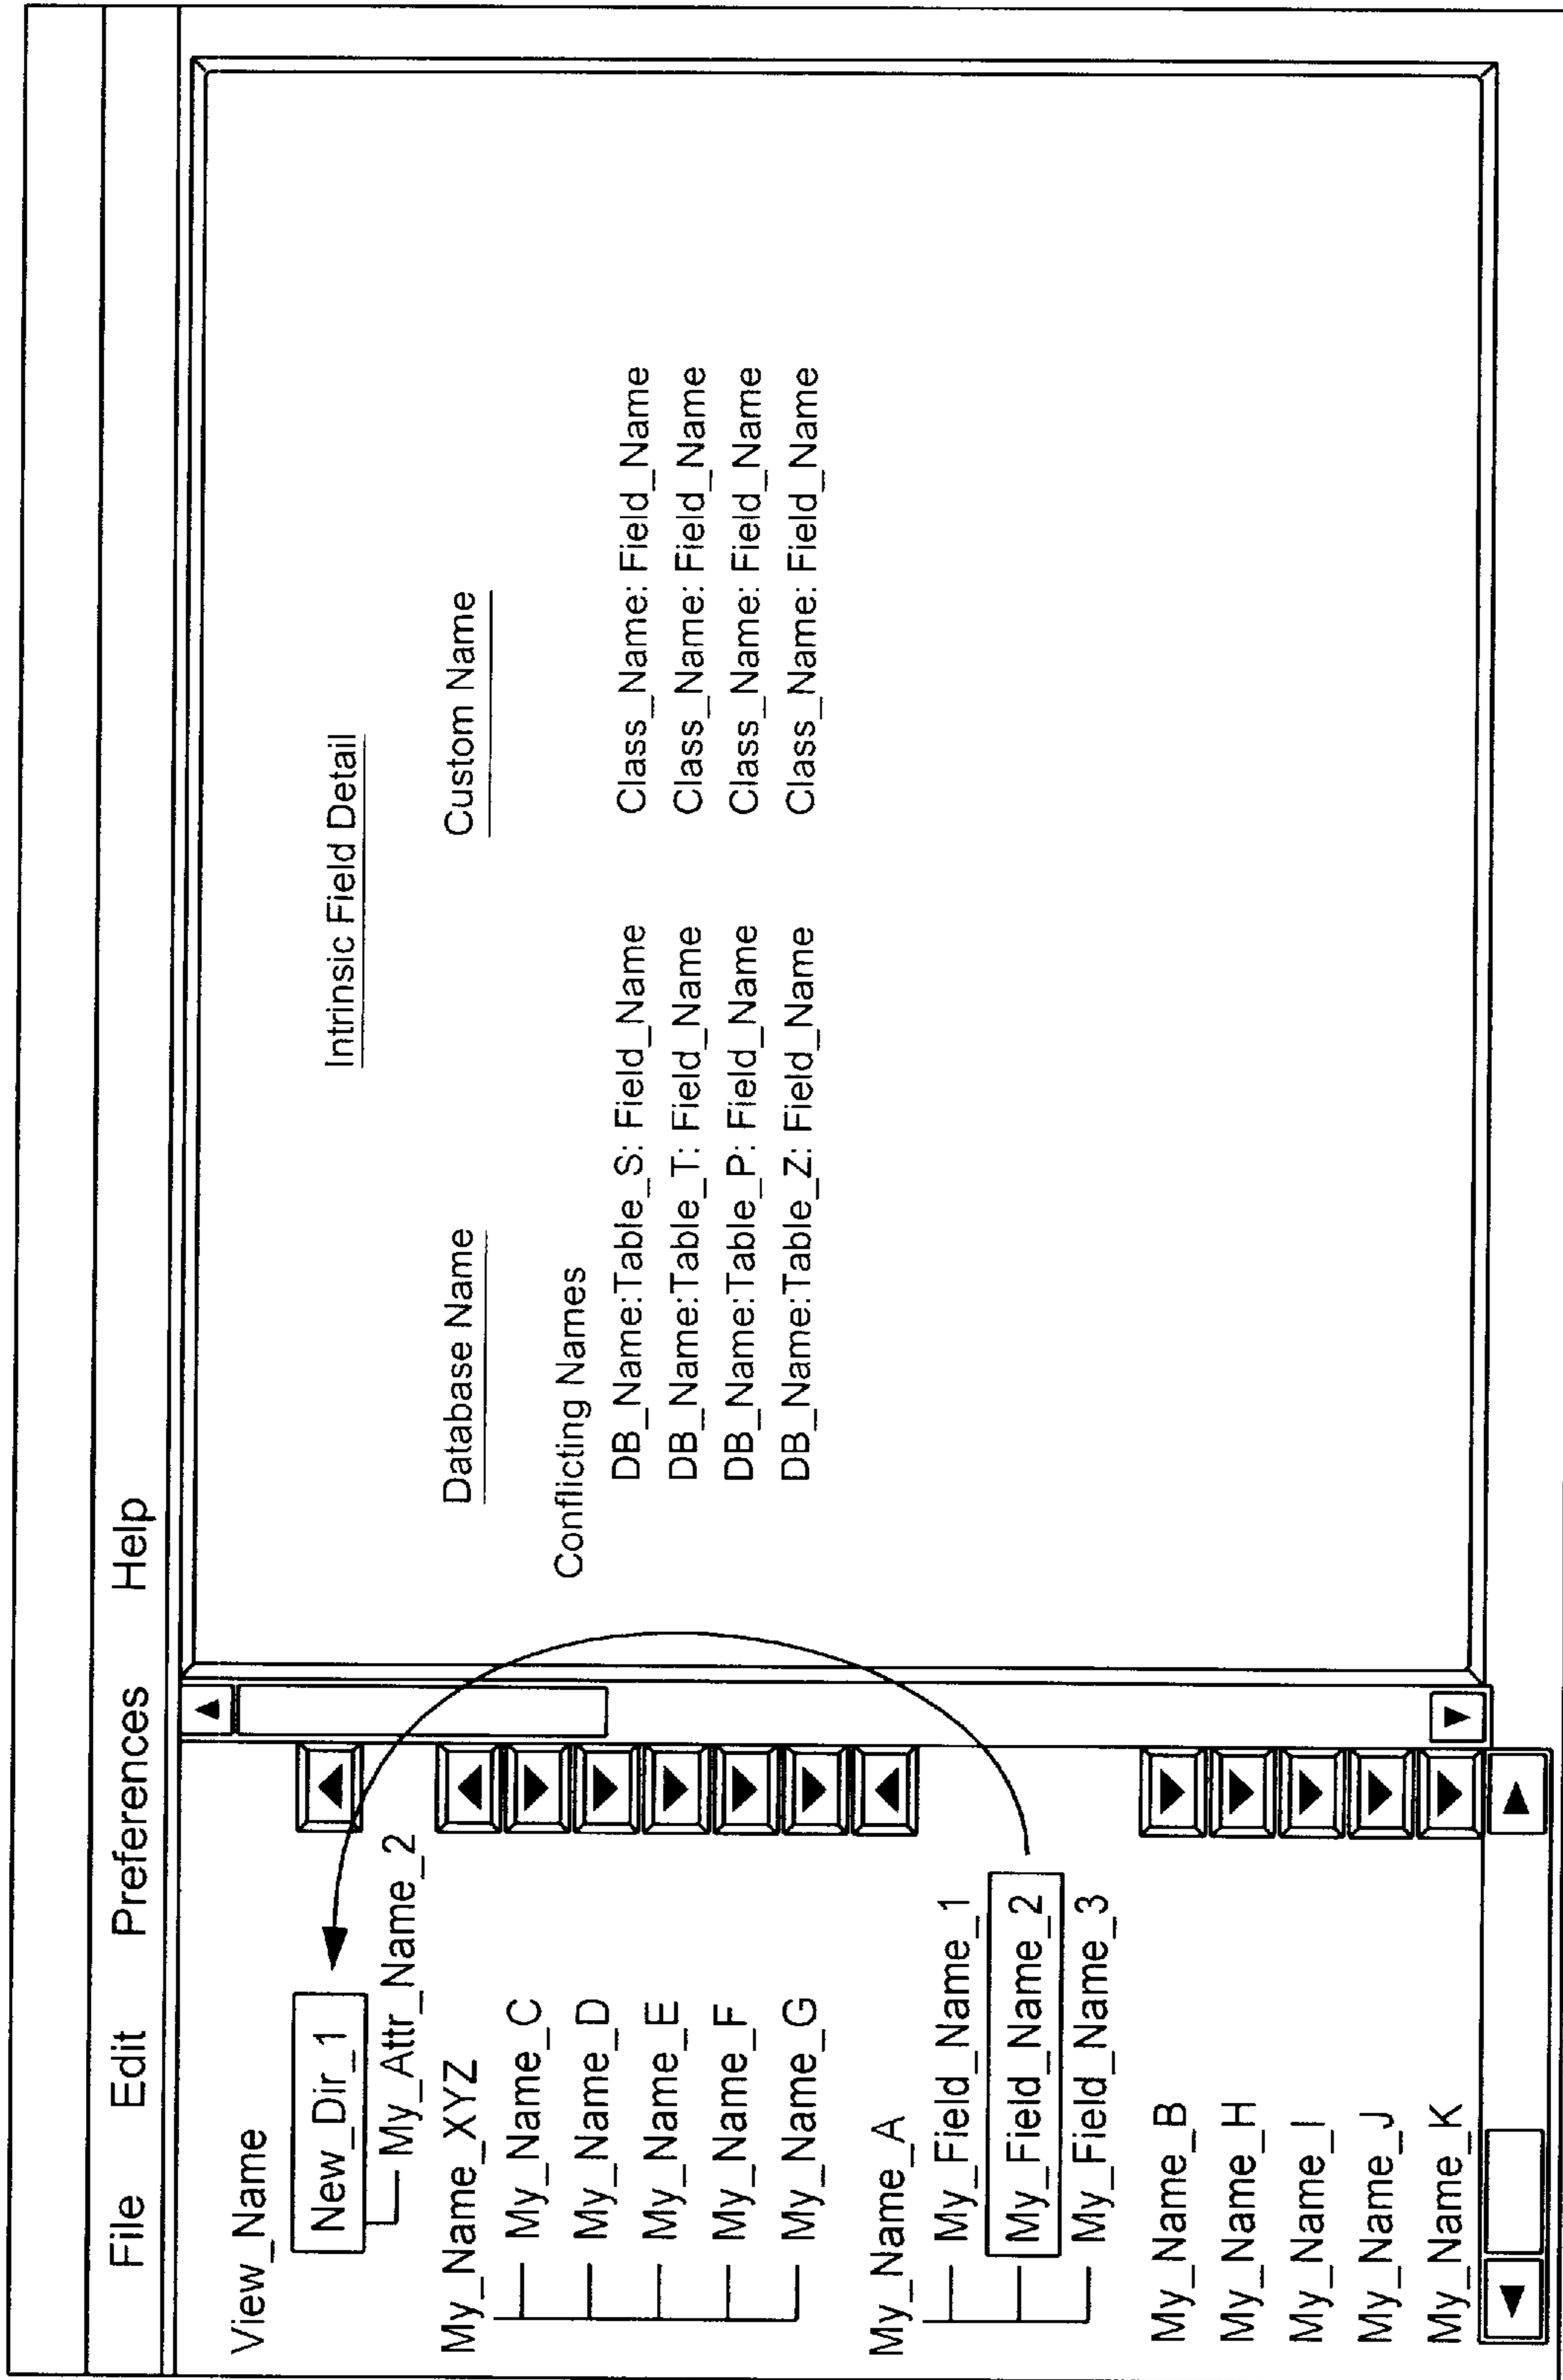 File Edit Preferences Help
View_Name
New_Dir_1
My_Attr_Name_2
My_Name_XYZ
My_Name_C
My_Name_D
My_Name_E
My_Name_F
My_Name_G
My_Name_A
My_Field_Name_1
My_Field_Name_2
My_Field_Name_3
My_Name_B
My_Name_H
My_Name_I
My_Name_J
My_Name_K
Intrinsic Field Detail
Database Name Custom Name
Conflicting Names
DB_Name:Table_S: Field_Name Class_Name: Field_Name
DB_Name:Table_T: Field_Name Class_Name: Field_Name
DB_Name:Table_P: Field_Name Class_Name: Field_Name
DB_Name:Table_Z: Field_Name Class_Name: Field_Name